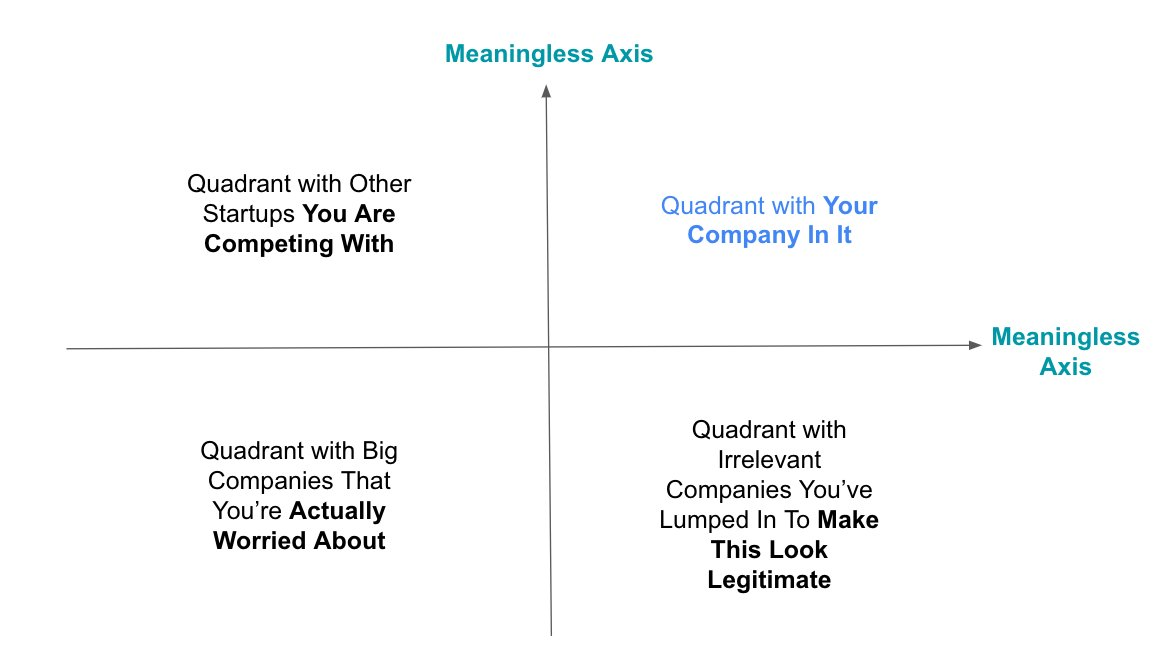 Meaningless Axis
Quadrant with Other
Startups You Are
Competing With
Quadrant with Your
Company In It
Meaningless
Axis
Quadrant with Big
Companies That
You’re Actually
Worried About
Quadrant with
Irrelevant
Companies You’ve
Lumped In To Make
This Look
Legitimate